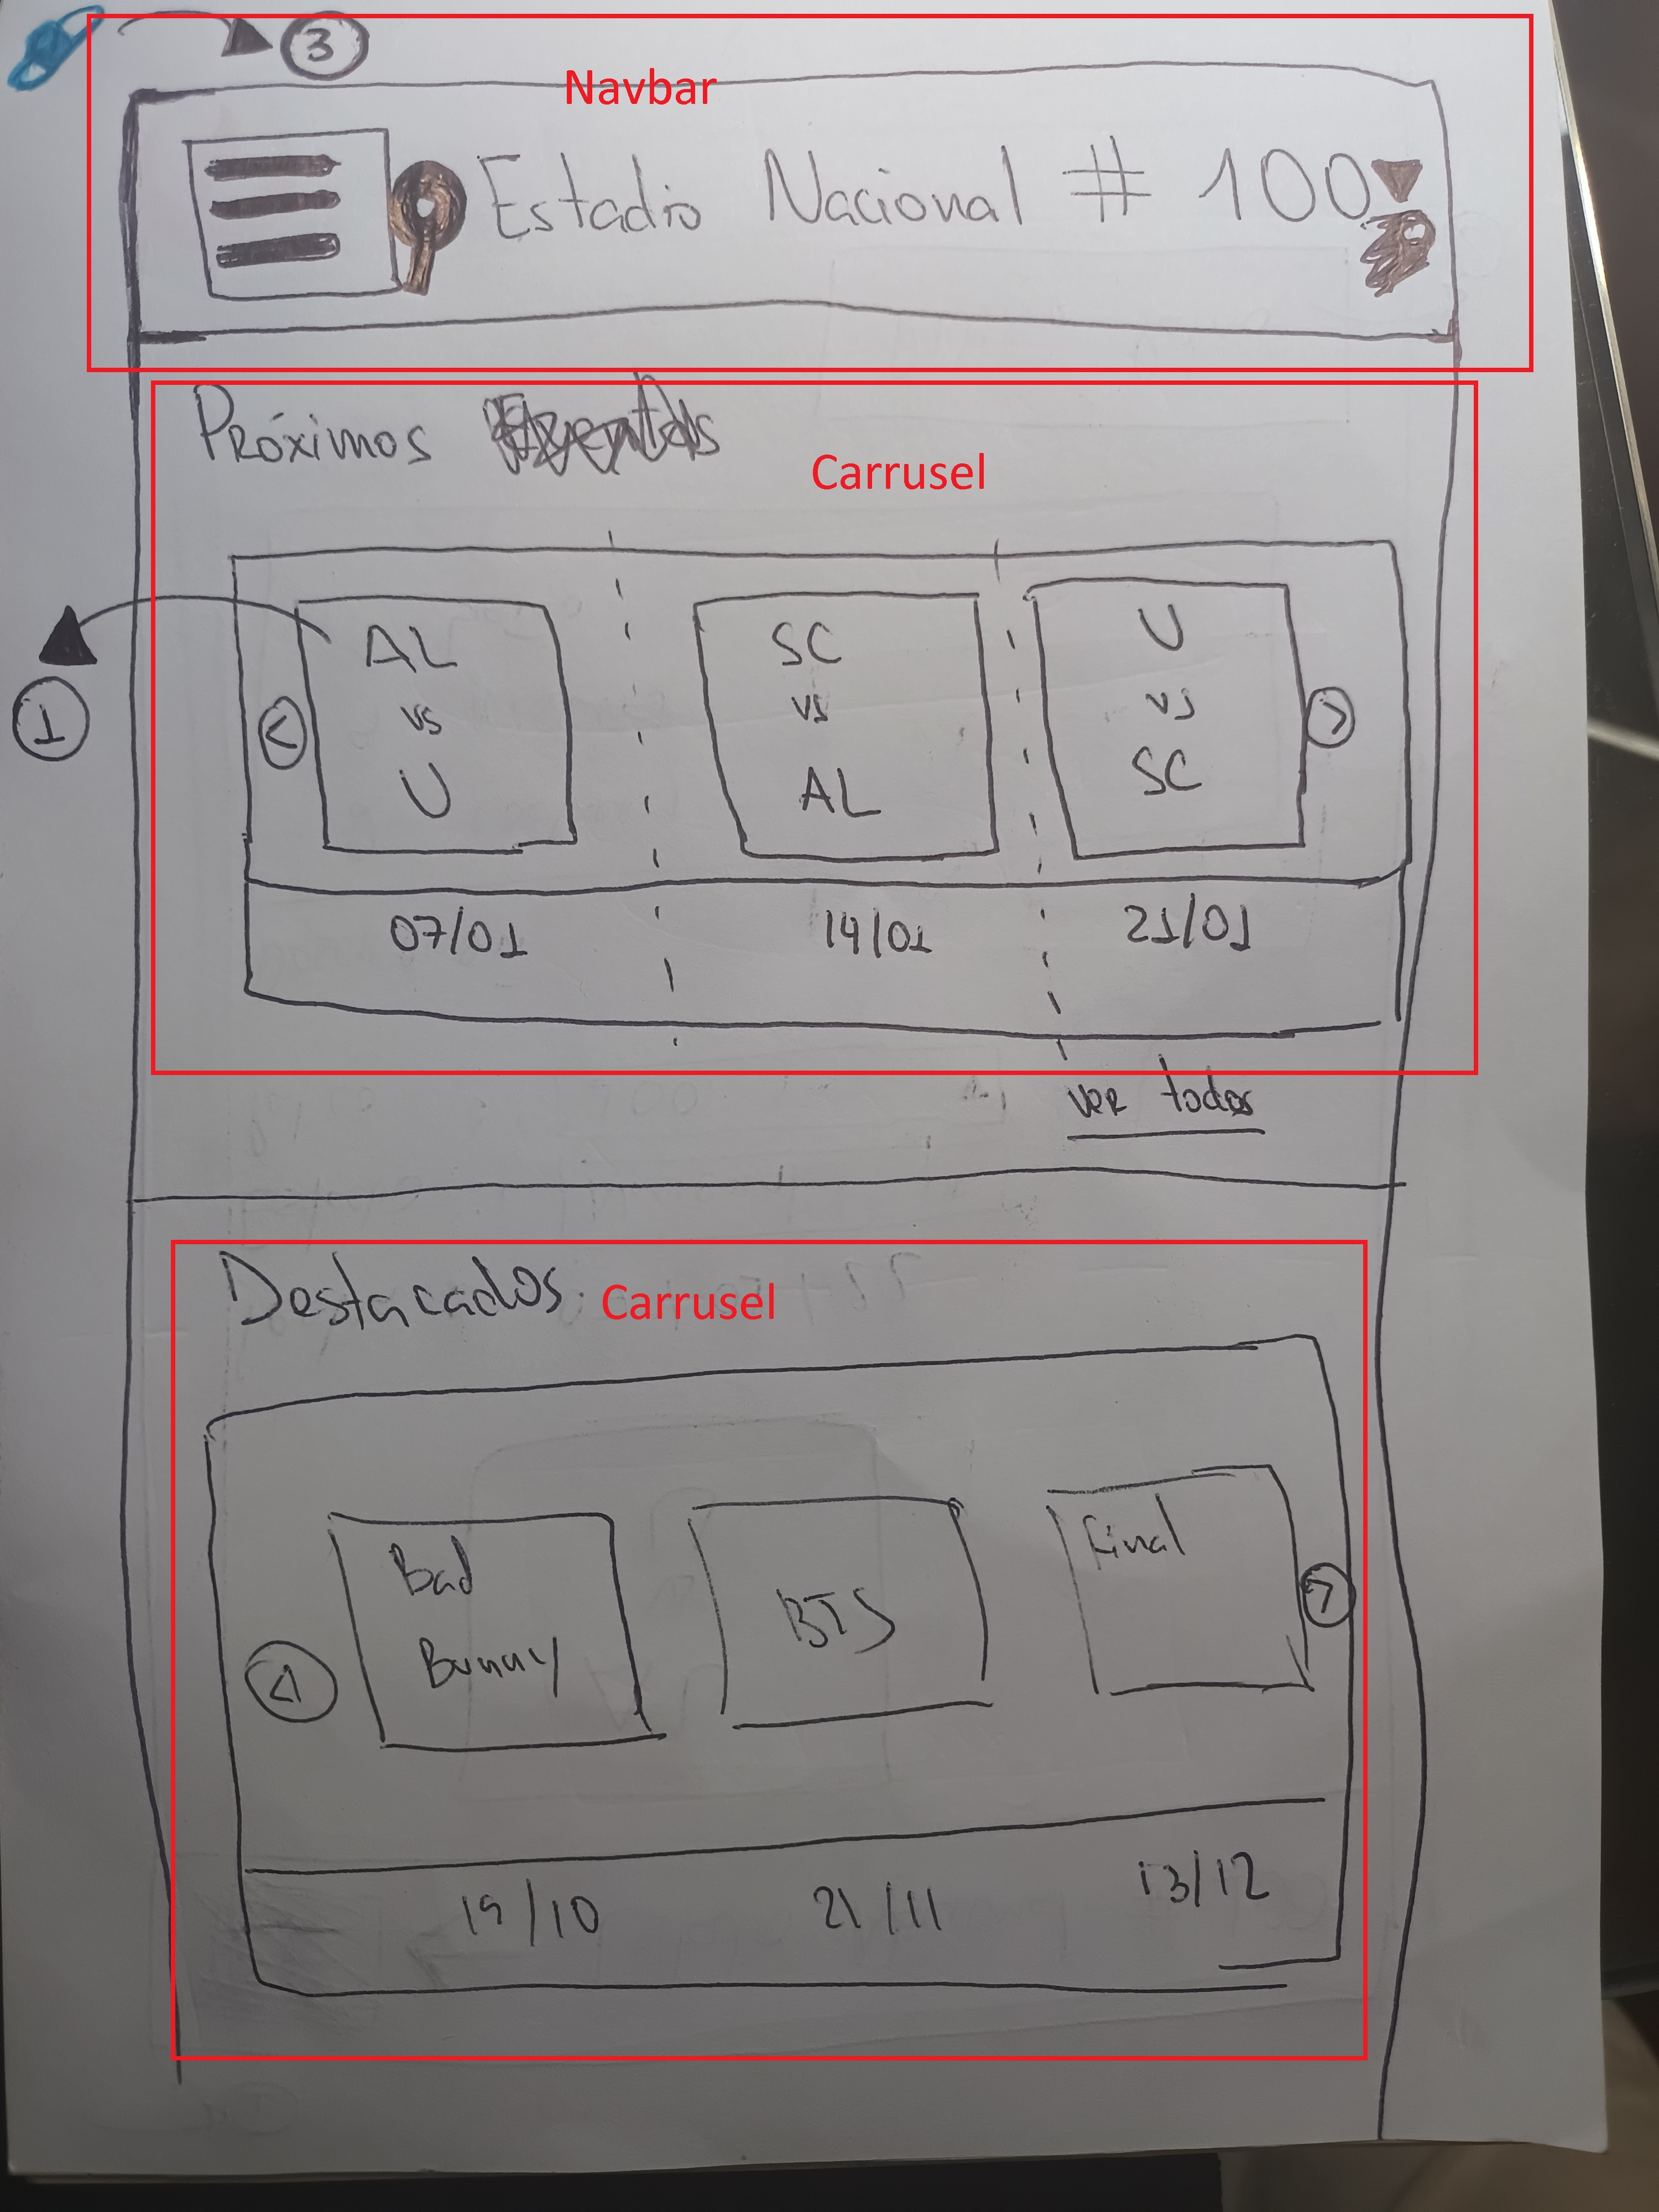 3
Navbar
Estadio Nacional # 100
Próximos Eventos
Carrusel
AL vs U
SC vs AL
U vs SC
<
>
1
07/01
14/01
21/01
ver todos
Destacados
Carrusel
Bad Bunny
BTS
Final
<
>
19/10
21/11
13/12